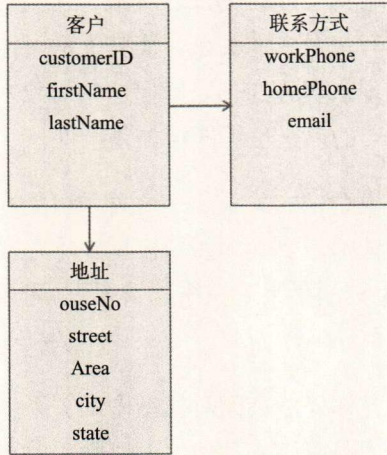 客户
customerID
firstName
lastName
联系方式
workPhone
homePhone
email
地址
ouseNo
street
Area
city
state